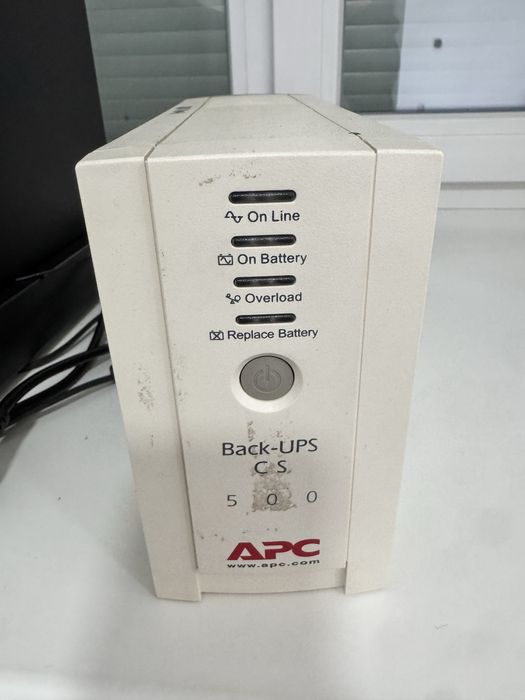 On Line
On Battery
Overload
Replace Battery
Back-UPS
CS
500
APC
www.apc.com